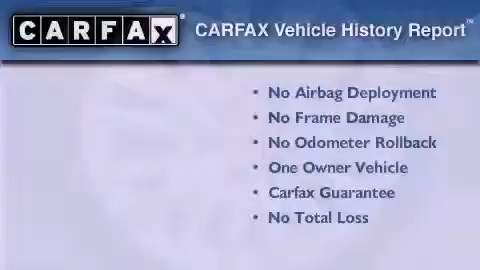 CARFAX® CARFAX Vehicle History Report™
• No Airbag Deployment
• No Frame Damage
• No Odometer Rollback
• One Owner Vehicle
• Carfax Guarantee
• No Total Loss